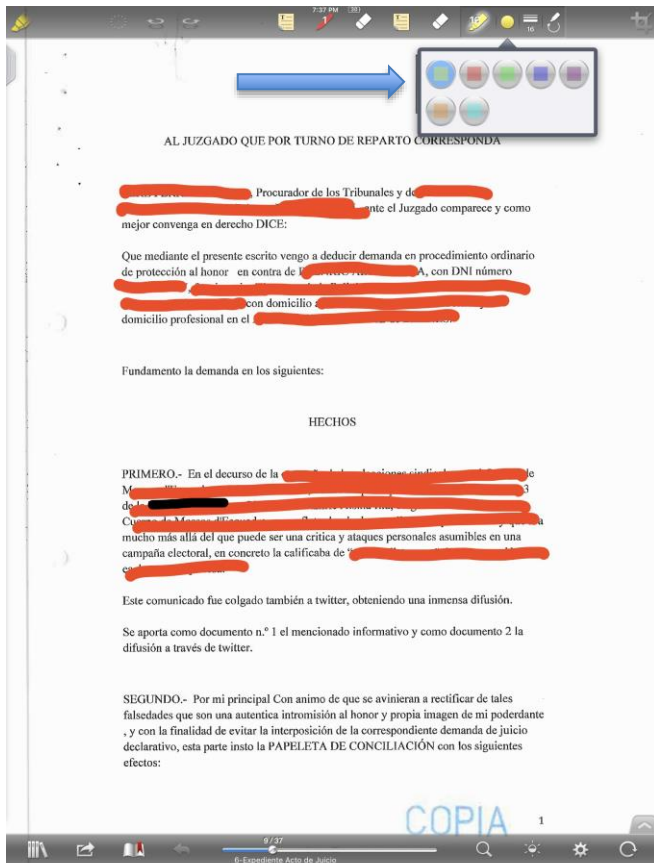 7:37 PM
16
AL JUZGADO QUE POR TURNO DE REPARTO CORRESPONDA
, Procurador de los Tribunales y de
ante el Juzgado comparece y como
mejor convenga en derecho DICE:
Que mediante el presente escrito vengo a deducir demanda en procedimiento ordinario
de protección al honor en contra de A, con DNI número
con domicilio
domicilio profesional en el
Fundamento la demanda en los siguientes:
HECHOS
PRIMERO.- En el decurso de la de
3
mucho más allá del que puede ser una critica y ataques personales asumibles en una
campaña electoral, en concreto la calificaba de “
Este comunicado fue colgado también a twitter, obteniendo una inmensa difusión.
Se aporta como documento n.º 1 el mencionado informativo y como documento 2 la
difusión a través de twitter.
SEGUNDO.- Por mi principal Con animo de que se avinieran a rectificar de tales
falsedades que son una autentica intromisión al honor y propia imagen de mi poderdante
, y con la finalidad de evitar la interposición de la correspondiente demanda de juicio
declarativo, esta parte insto la PAPELETA DE CONCILIACIÓN con los siguientes
efectos:
COPIA 1
9/37
6-Expediente Acto de Juicio